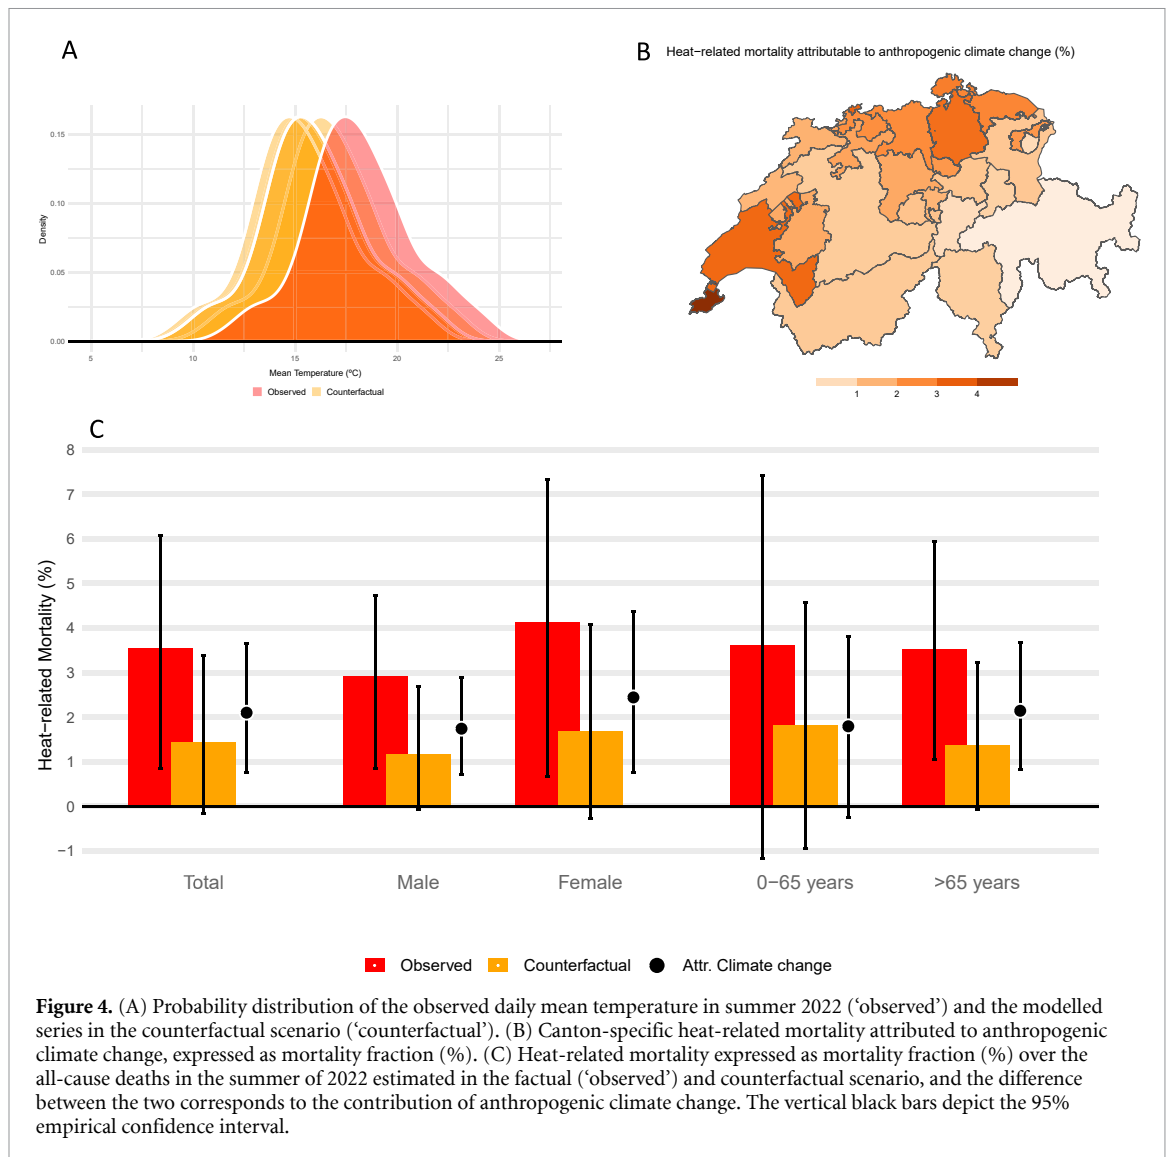 A
0.15
0.10
0.05
0.00
Density
5 10 15 20 25
Mean Temperature (ºC)
Observed Counterfactual
B Heat−related mortality attributable to anthropogenic climate change (%)
1 2 3 4
C
8
7
6
5
4
3
2
1
0
−1
Heat−related Mortality (%)
Total Male Female 0−65 years >65 years
Observed Counterfactual Attr. Climate change
Figure 4. (A) Probability distribution of the observed daily mean temperature in summer 2022 (‘observed’) and the modelled
series in the counterfactual scenario (‘counterfactual’). (B) Canton-specific heat-related mortality attributed to anthropogenic
climate change, expressed as mortality fraction (%). (C) Heat-related mortality expressed as mortality fraction (%) over the
all-cause deaths in the summer of 2022 estimated in the factual (‘observed’) and counterfactual scenario, and the difference
between the two corresponds to the contribution of anthropogenic climate change. The vertical black bars depict the 95%
empirical confidence interval.